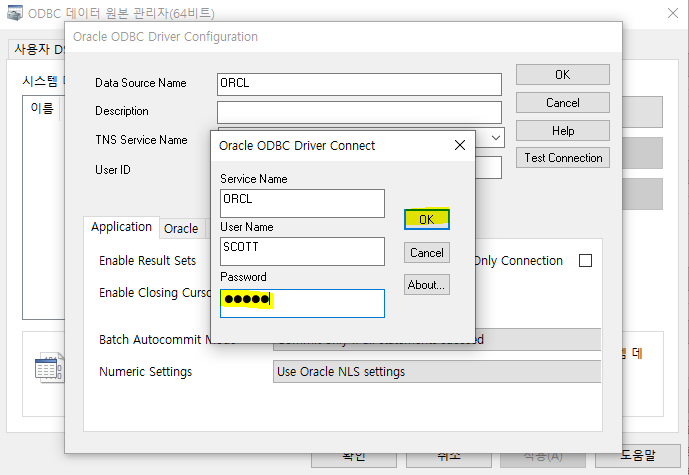 ODBC 데이터 원본 관리자(64비트)
사용자 DS
시스템 데
이름
Oracle ODBC Driver Configuration
Data Source Name
ORCL
OK
Description
Cancel
TNS Service Name
Help
User ID
Test Connection
Application
Oracle
Enable Result Sets
Only Connection
Enable Closing Curso
Batch Autocommit
Numeric Settings
Use Oracle NLS settings
Oracle ODBC Driver Connect
Service Name
ORCL
OK
User Name
SCOTT
Cancel
Password
●●●●●
About...
템 데
확인
취소
적용(A)
도움말